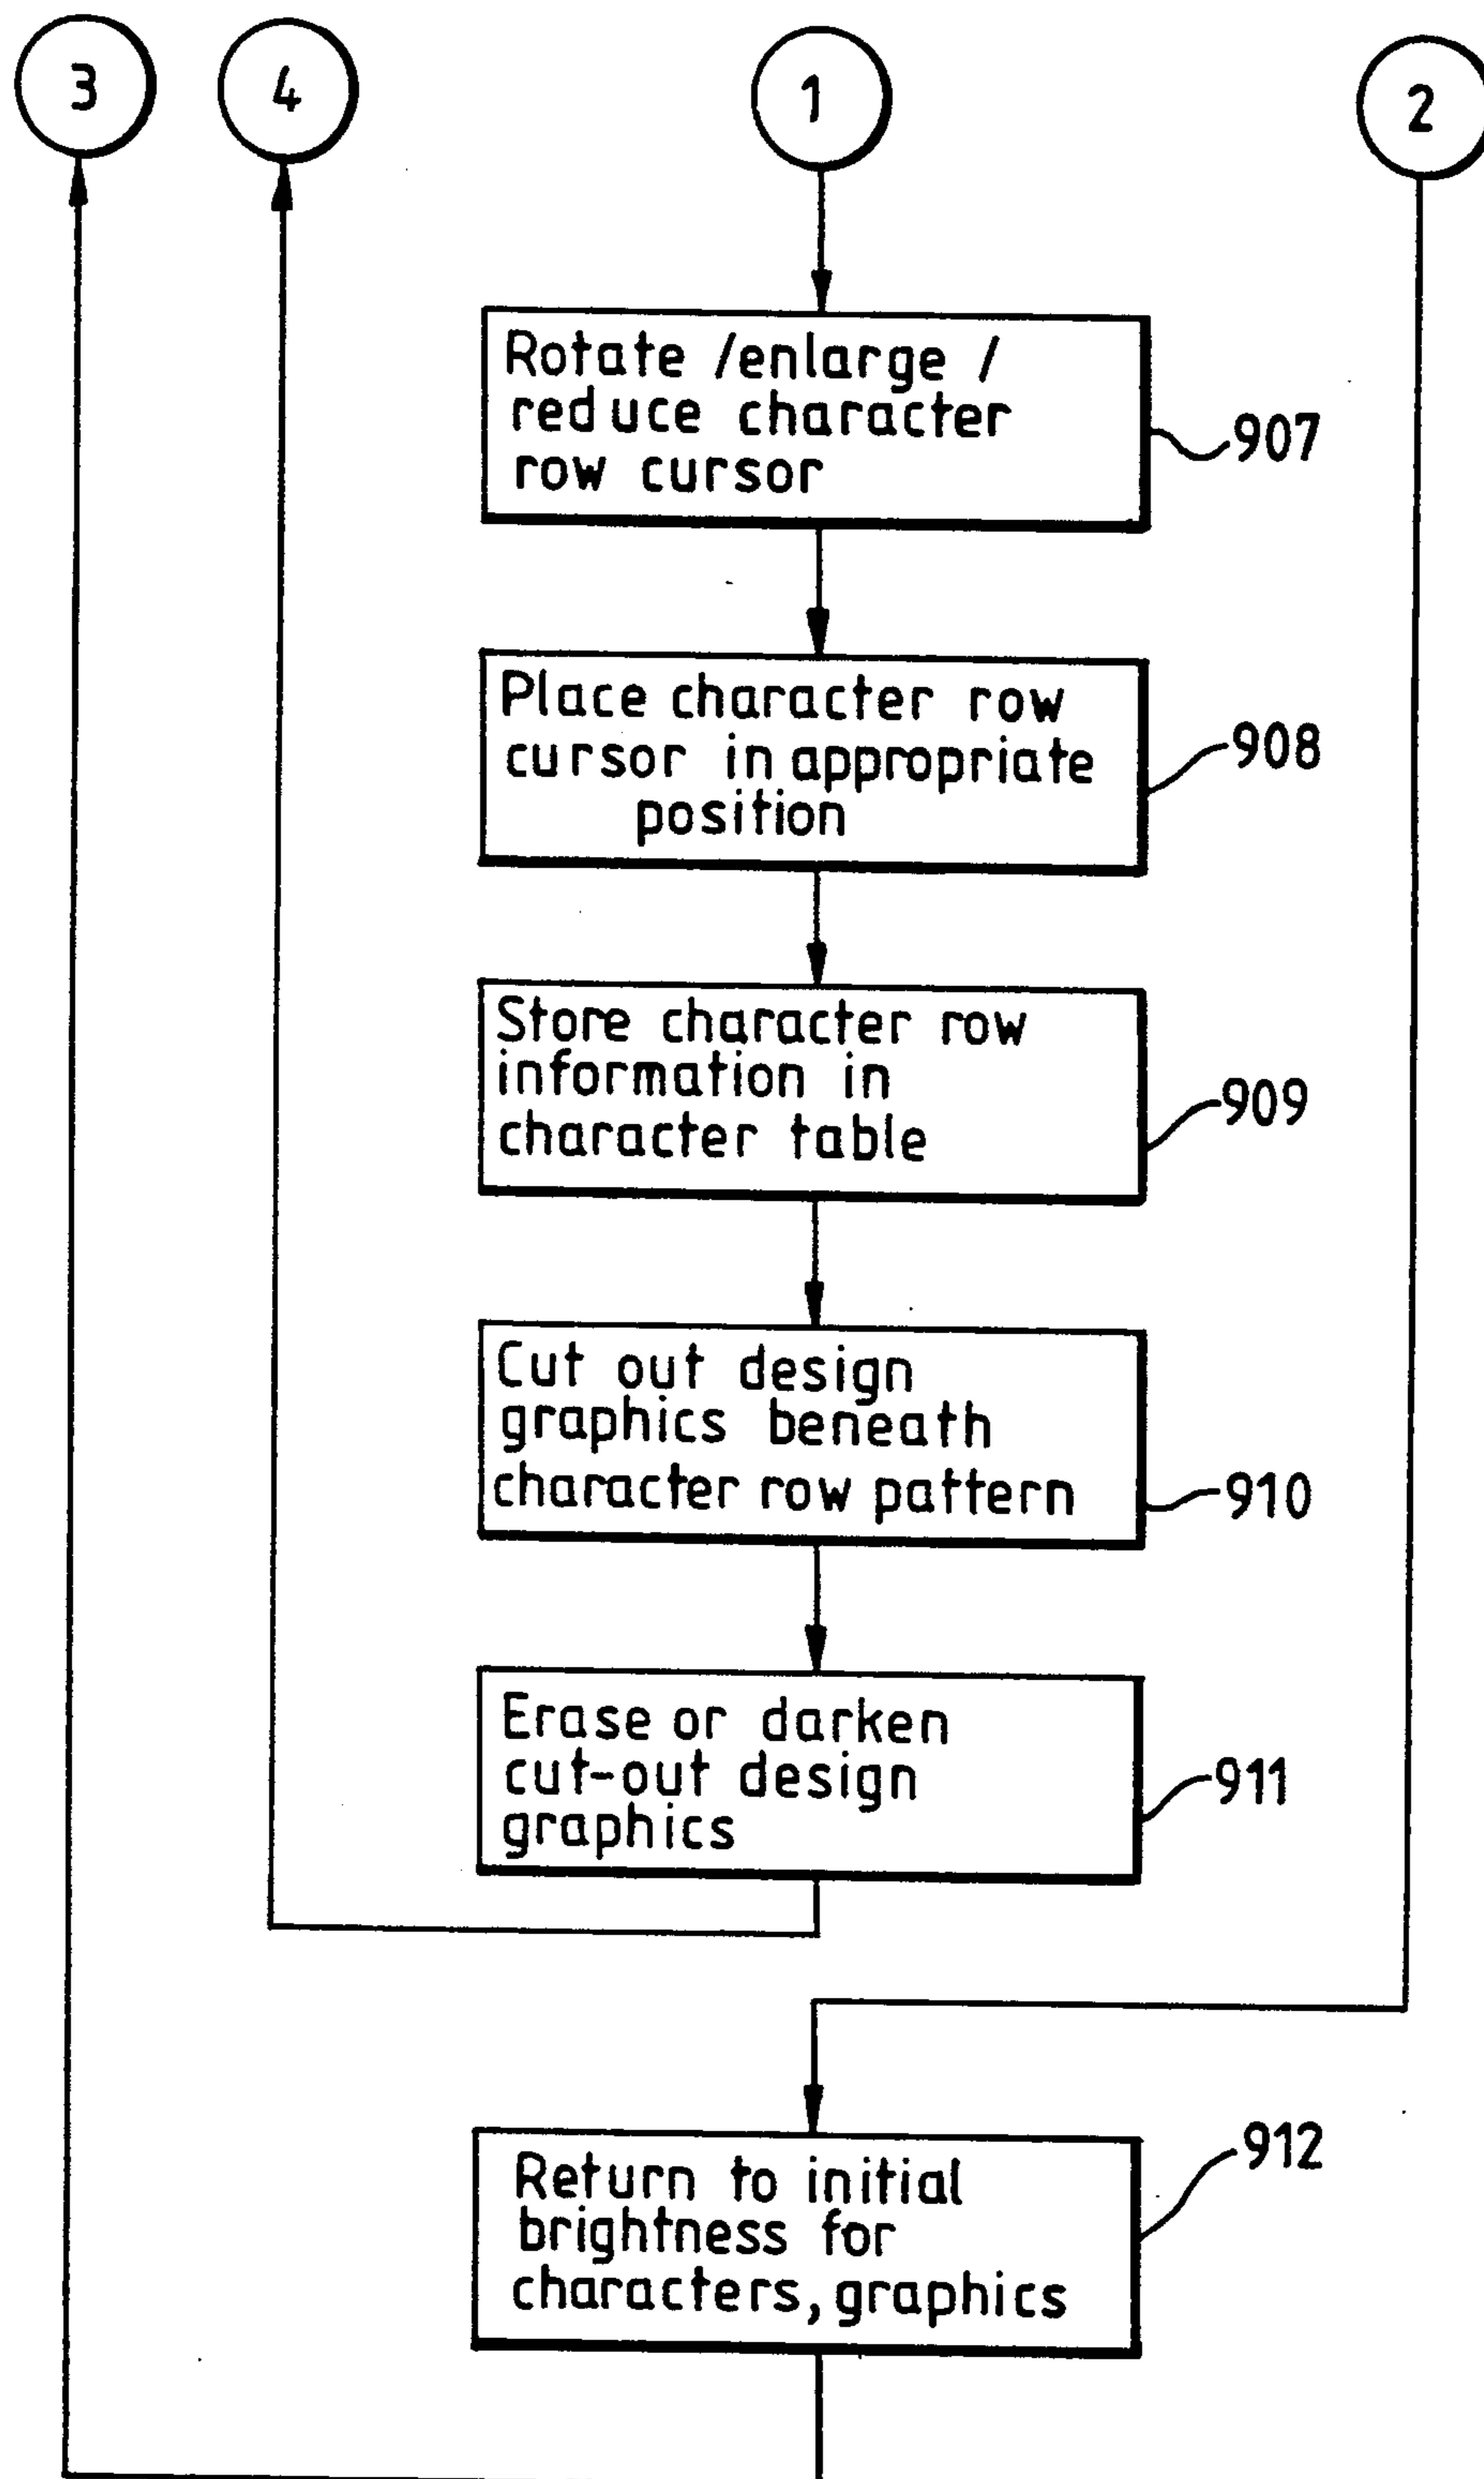 3
4
1
2
Rotate /enlarge /
reduce character
row cursor
907
Place character row
cursor in appropriate
position
908
Store character row
information in
character table
909
Cut out design
graphics beneath
character row pattern
910
Erase or darken
cut-out design
graphics
911
Return to initial
brightness for
characters, graphics
912